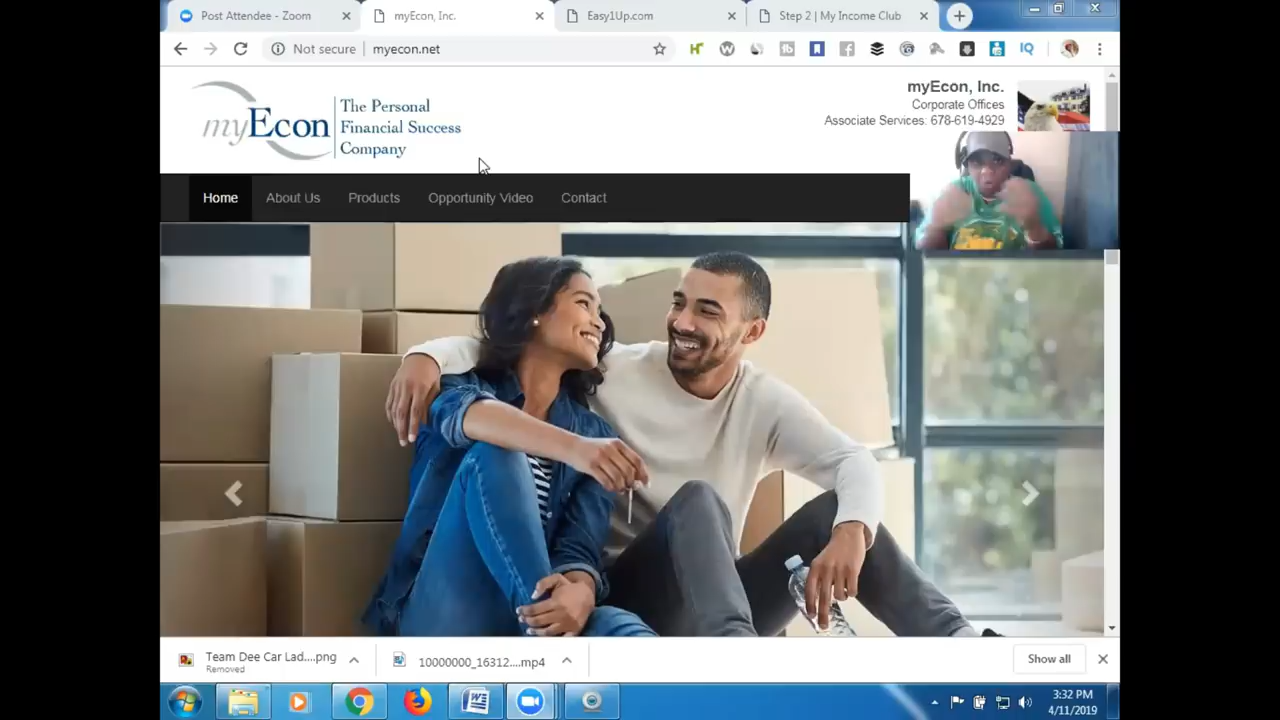 Post Attendee - Zoom
myEcon, Inc.
Easy1Up.com
Step 2 | My Income Club
Not secure | myecon.net
myEcon
The Personal
Financial Success
Company
myEcon, Inc.
Corporate Offices
Associate Services: 678-619-4929
Home
About Us
Products
Opportunity Video
Contact
Team Dee Car Lad....png
Removed
10000000_16312....mp4
Show all
3:32 PM
4/11/2019